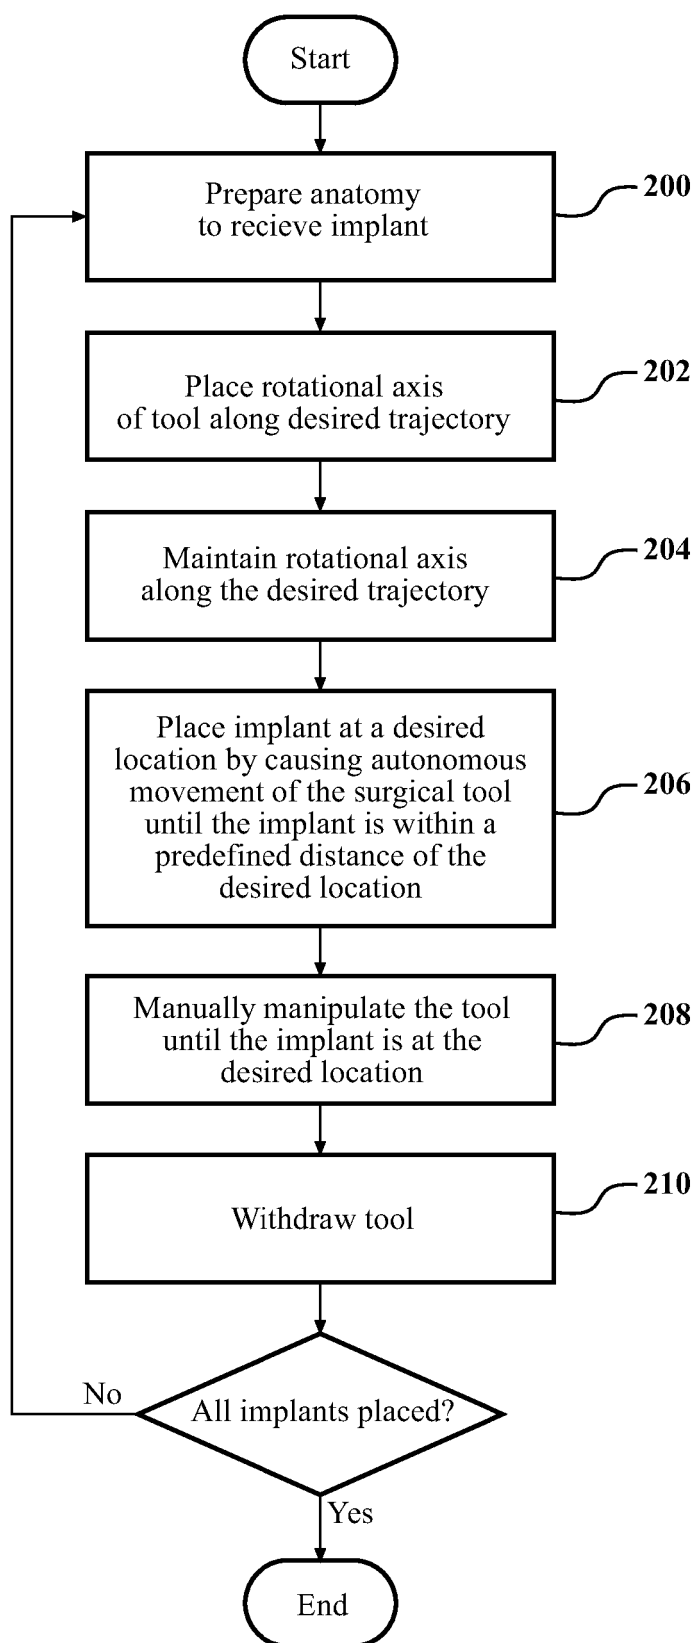 Start
Prepare anatomy
to recieve implant
200
Place rotational axis
of tool along desired trajectory
202
Maintain rotational axis
along the desired trajectory
204
Place implant at a desired
location by causing autonomous
movement of the surgical tool
until the implant is within a
predefined distance of the
desired location
206
Manually manipulate the tool
until the implant is at the
desired location
208
Withdraw tool
210
No
All implants placed?
Yes
End